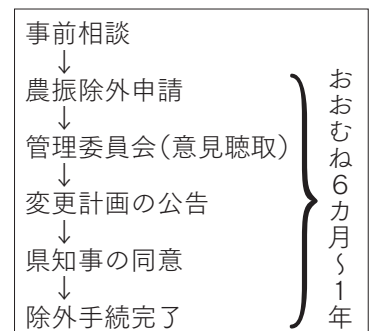 事前相談
↓
農振除外申請
↓
管理委員会(意見聴取)
↓
変更計画の公告
↓
県知事の同意
↓
除外手続完了
おおむね6カ月~1年